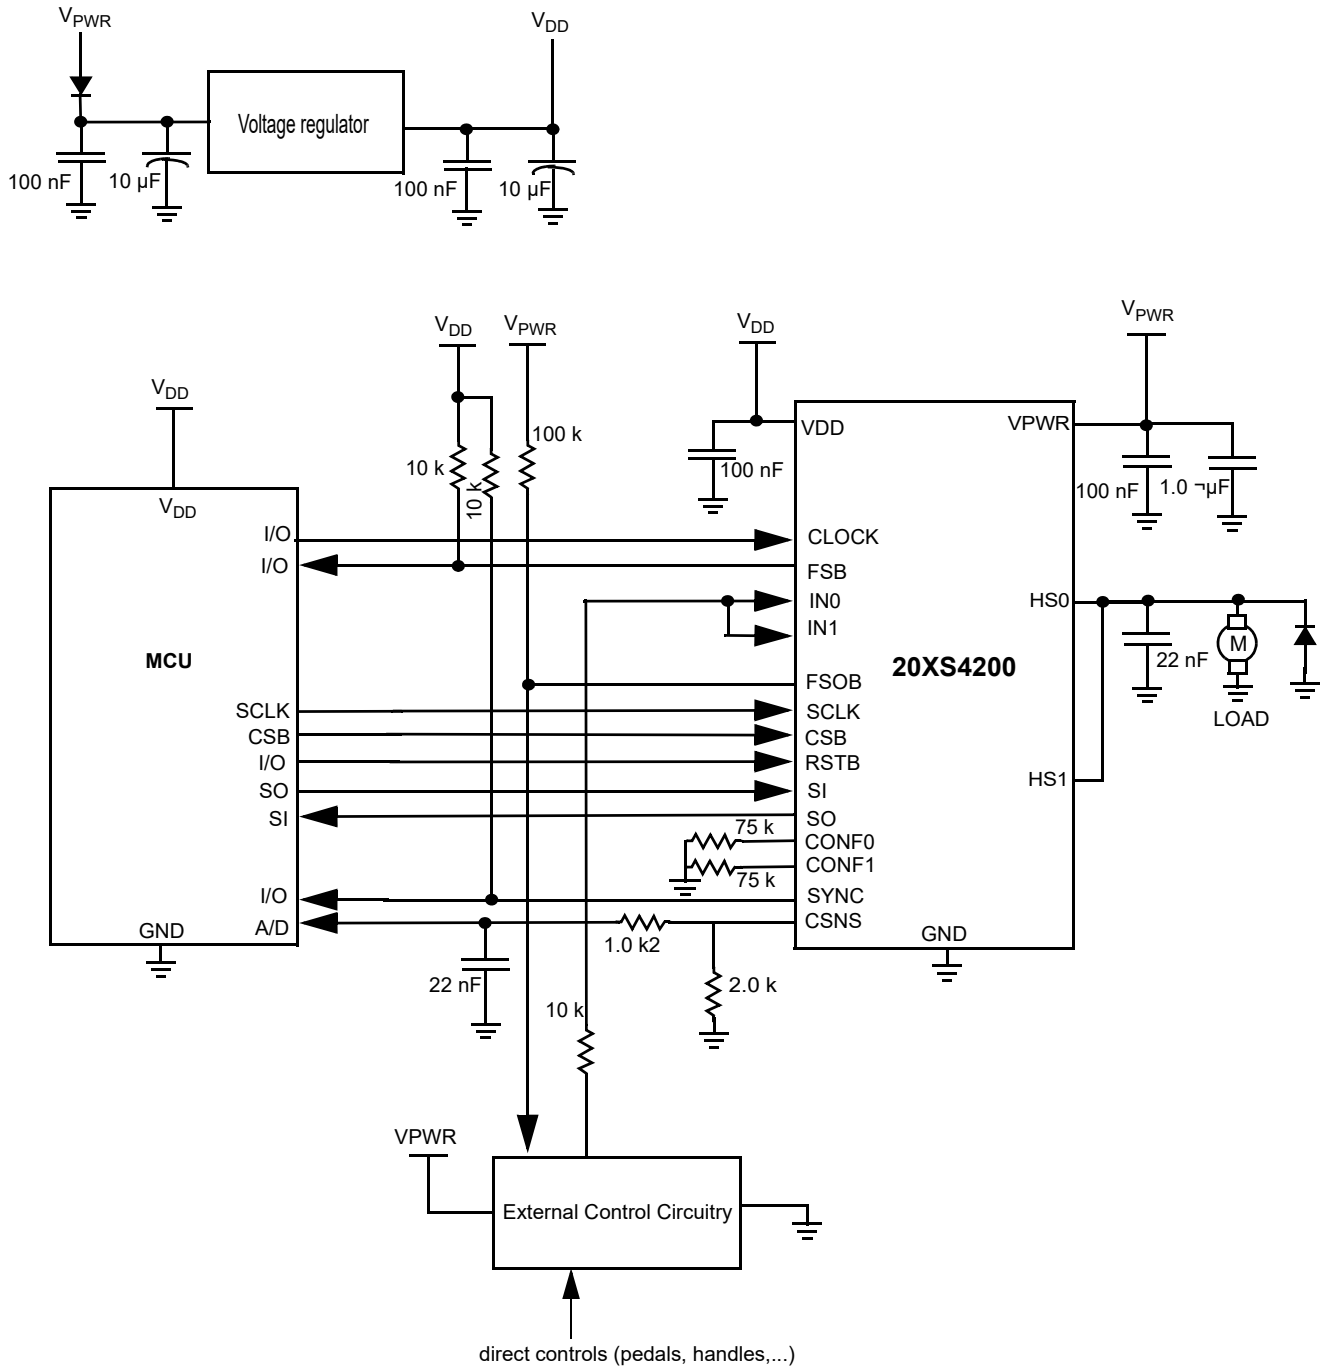 VPWR
VDD
Voltage regulator
100 nF
10 µF
100 nF
10 µF
VDD
VPWR
VDD
VPWR
VDD
100 k
10 k
10 k
VDD
VPWR
100 nF
100 nF
1.0 ¬µF
VDD
I/O
CLOCK
I/O
FSB
IN0
HS0
IN1
MCU
20XS4200
22 nF
M
FSOB
LOAD
SCLK
SCLK
CSB
CSB
I/O
RSTB
HS1
SO
SI
SI
SO
75 k
CONF0
CONF1
75 k
I/O
SYNC
A/D
CSNS
GND
GND
1.0 k2
22 nF
2.0 k
10 k
VPWR
External Control Circuitry
direct controls (pedals, handles,...)